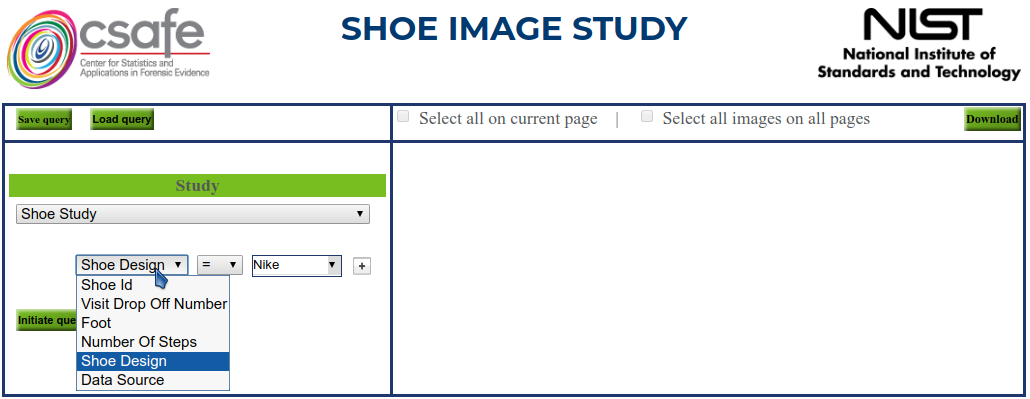 csafe
Center for Statistics and
Applications in Forensic Evidence
SHOE IMAGE STUDY
NIST
National Institute of
Standards and Technology
Save query
Load query
Select all on current page | Select all images on all pages
Download
Study
Shoe Study
Shoe Design = Nike +
Shoe Id
Visit Drop Off Number
Foot
Initiate que
Number Of Steps
Shoe Design
Data Source